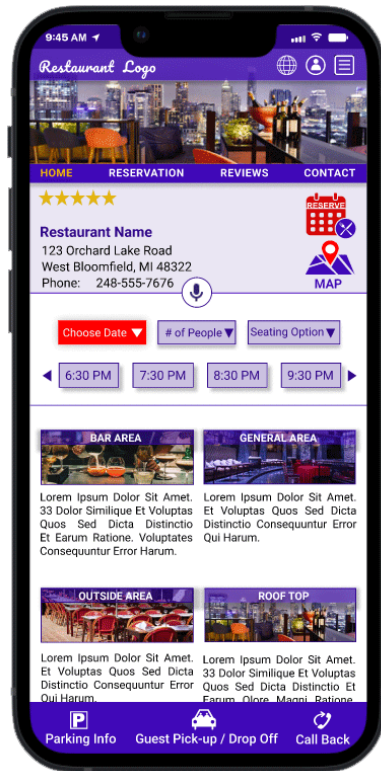 9:45 AM
Restaurant Logo
HOME RESERVATION REVIEWS CONTACT
RESERVE
Restaurant Name
123 Orchard Lake Road
West Bloomfield, MI 48322
Phone: 248-555-7676
MAP
Choose Date # of People Seating Option
6:30 PM 7:30 PM 8:30 PM 9:30 PM
BAR AREA
Lorem Ipsum Dolor Sit Amet.
33 Dolor Similique Et Voluptas
Quos Sed Dicta Distinctio
Et Earum Ratione. Voluptates
Consequuntur Error Harum.
GENERAL AREA
Lorem Ipsum Dolor Sit Amet.
Et Voluptas Quos Sed Dicta
Distinctio Consequuntur Error
Qui Harum.
OUTSIDE AREA
Lorem Ipsum Dolor Sit Amet.
Et Voluptas Quos Sed Dicta
Distinctio Consequuntur Error
Qui Harum.
ROOF TOP
Lorem Ipsum Dolor Sit Amet.
33 Dolor Similique Et Voluptas
Quos Sed Dicta Distinctio Et
Earum Olore Magni Ratione.
P
Parking Info Guest Pick-up / Drop Off Call Back